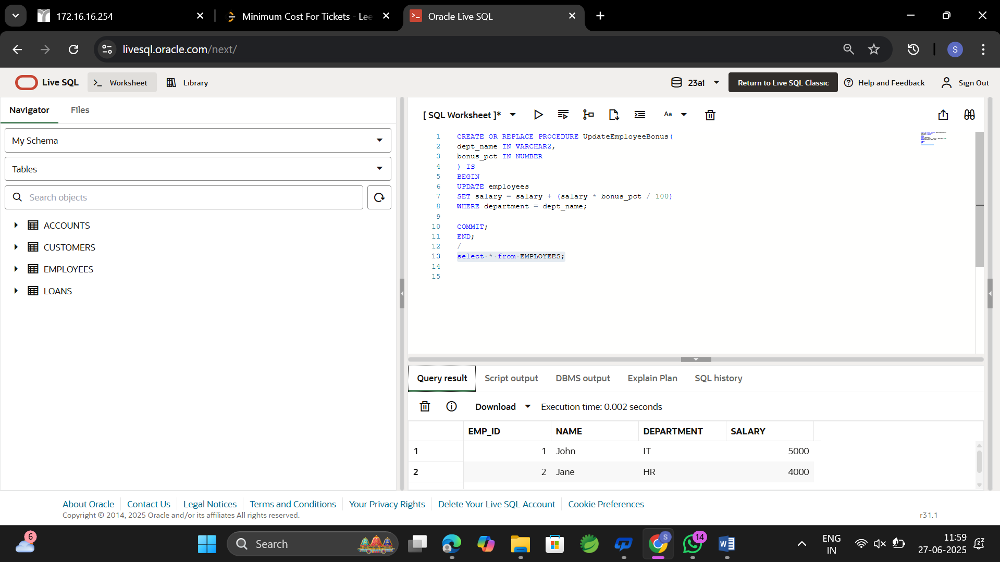 172.16.16.254
Minimum Cost For Tickets - Lee
Oracle Live SQL
livesql.oracle.com/next/
S
Live SQL
>_ Worksheet
Library
23ai
Return to Live SQL Classic
Help and Feedback
Sign Out
Navigator
Files
My Schema
Tables
Search objects
ACCOUNTS
CUSTOMERS
EMPLOYEES
LOANS
[ SQL Worksheet ]*
Aa
1 CREATE OR REPLACE PROCEDURE UpdateEmployeeBonus(
2 dept_name IN VARCHAR2,
3 bonus_pct IN NUMBER
4 ) IS
5 BEGIN
6 UPDATE employees
7 SET salary = salary + (salary * bonus_pct / 100)
8 WHERE department = dept_name;
9
10 COMMIT;
11 END;
12 /
13 select * from EMPLOYEES;
14
15
Query result
Script output
DBMS output
Explain Plan
SQL history
Download
Execution time: 0.002 seconds
EMP_ID NAME DEPARTMENT SALARY
1 1 John IT 5000
2 2 Jane HR 4000
About Oracle
Contact Us
Legal Notices
Terms and Conditions
Your Privacy Rights
Delete Your Live SQL Account
Cookie Preferences
Copyright © 2014, 2025 Oracle and/or its affiliates All rights reserved.
r31.1
6
Search
S
14
W
ENG
IN
11:59
27-06-2025